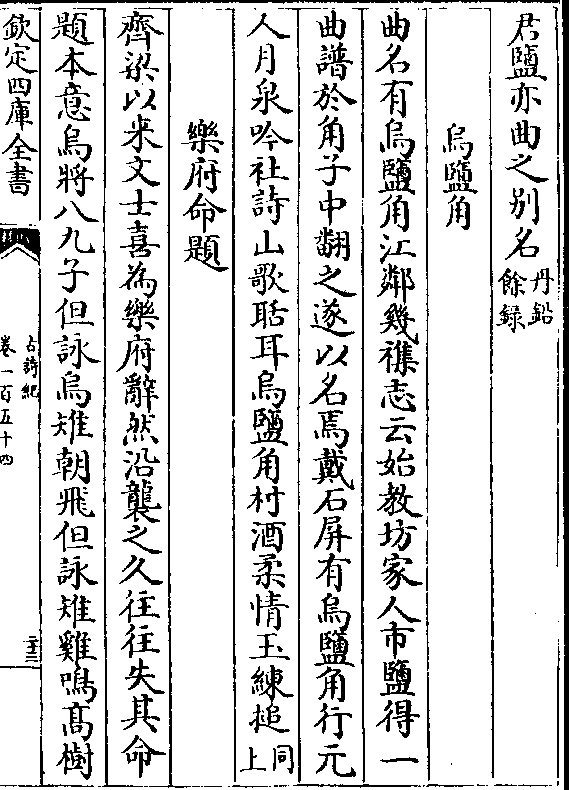 君鹽亦曲之别名丹鉛餘録
烏鹽角
曲名有烏鹽角江鄰幾襍志云始教坊家人市鹽得一
曲譜於角子中翻之遂以名焉戴石屏有烏鹽角行元
人月泉吟社詩山歌聒耳烏鹽角村酒柔情玉練槌同上
樂府命題
齊梁以来文士喜為樂府辭然沿襲之久往往失其命
題本意烏將八九子但詠烏雉朝飛但詠雉雞鳴髙樹
欽定四庫全書
古詩紀
卷一百五十四
二十三